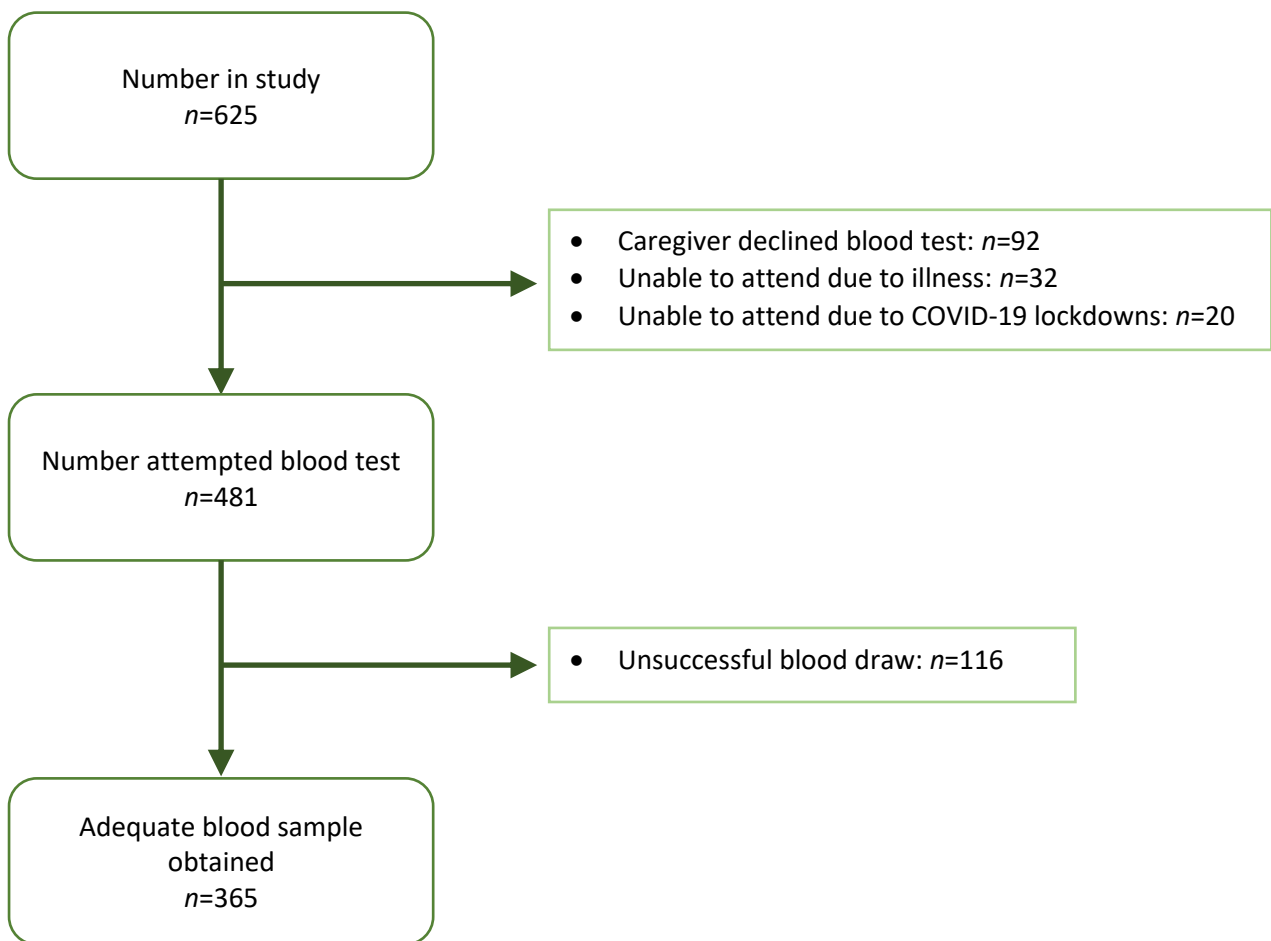 Number in study
n=625
• Caregiver declined blood test: n=92
• Unable to attend due to illness: n=32
• Unable to attend due to COVID-19 lockdowns: n=20
Number attempted blood test
n=481
• Unsuccessful blood draw: n=116
Adequate blood sample
obtained
n=365